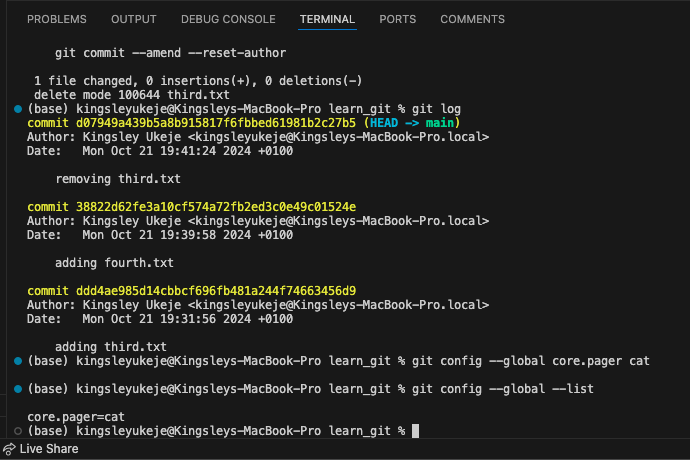 PROBLEMS OUTPUT DEBUG CONSOLE TERMINAL PORTS COMMENTS
git commit --amend --reset-author
1 file changed, 0 insertions(+), 0 deletions(-)
delete mode 100644 third.txt
(base) kingsleyukeje@Kingsleys-MacBook-Pro learn_git % git log
commit d07949a439b5a8b915817f6fbbed61981b2c27b5 (HEAD -> main)
Author: Kingsley Ukeje <kingsleyukeje@Kingsleys-MacBook-Pro.local>
Date:   Mon Oct 21 19:41:24 2024 +0100
removing third.txt
commit 38822d62fe3a10cf574a72fb2ed3c0e49c01524e
Author: Kingsley Ukeje <kingsleyukeje@Kingsleys-MacBook-Pro.local>
Date:   Mon Oct 21 19:39:58 2024 +0100
adding fourth.txt
commit ddd4ae985d14cbbcf696fb481a244f74663456d9
Author: Kingsley Ukeje <kingsleyukeje@Kingsleys-MacBook-Pro.local>
Date:   Mon Oct 21 19:31:56 2024 +0100
adding third.txt
(base) kingsleyukeje@Kingsleys-MacBook-Pro learn_git % git config --global core.pager cat
(base) kingsleyukeje@Kingsleys-MacBook-Pro learn_git % git config --global --list
core.pager=cat
(base) kingsleyukeje@Kingsleys-MacBook-Pro learn_git %
Live Share